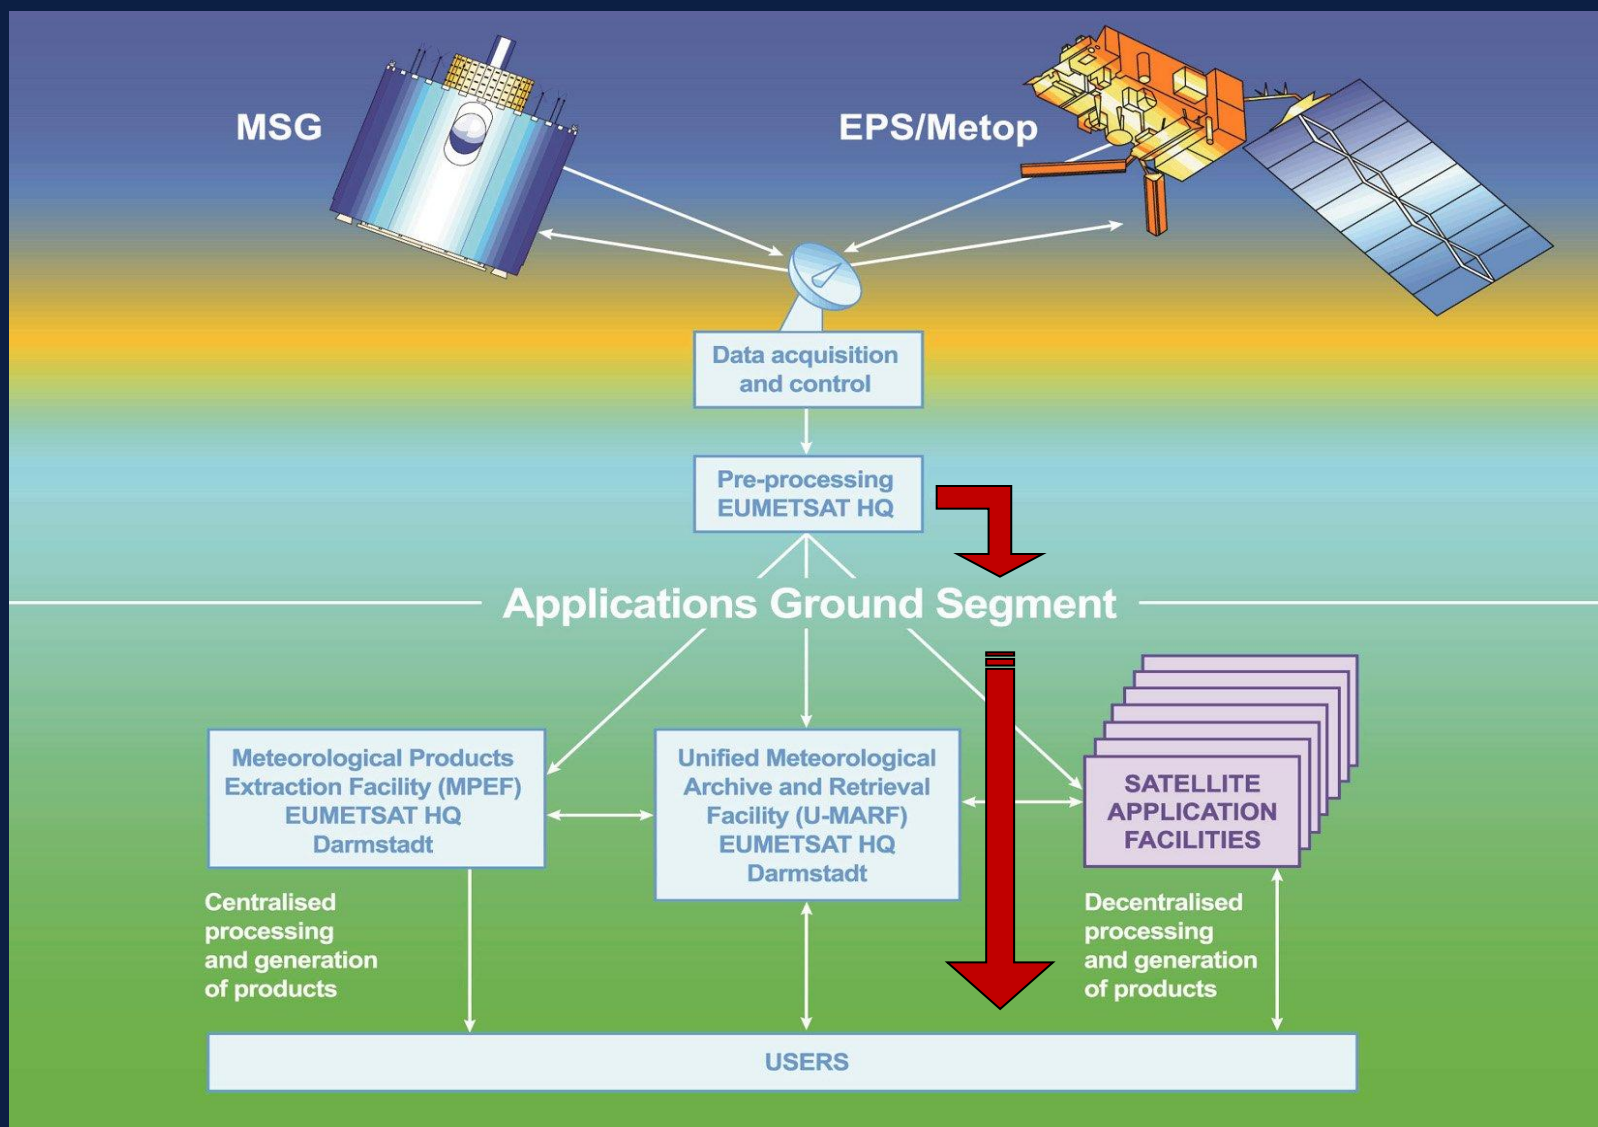 MSG
EPS/Metop
Data acquisition
and control
Pre-processing
EUMETSAT HQ
Applications Ground Segment
Meteorological Products
Extraction Facility (MPEF)
EUMETSAT HQ
Darmstadt
Unified Meteorological
Archive and Retrieval
Facility (U-MARF)
EUMETSAT HQ
Darmstadt
SATELLITE
APPLICATION
FACILITIES
Centralised
processing
and generation
of products
Decentralised
processing
and generation
of products
USERS